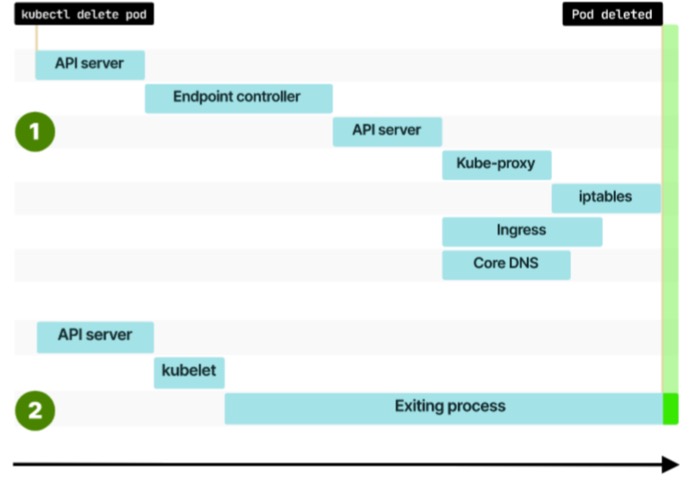 kubectl delete pod
Pod deleted
API server
Endpoint controller
1
API server
Kube-proxy
iptables
Ingress
Core DNS
API server
kubelet
2
Exiting process